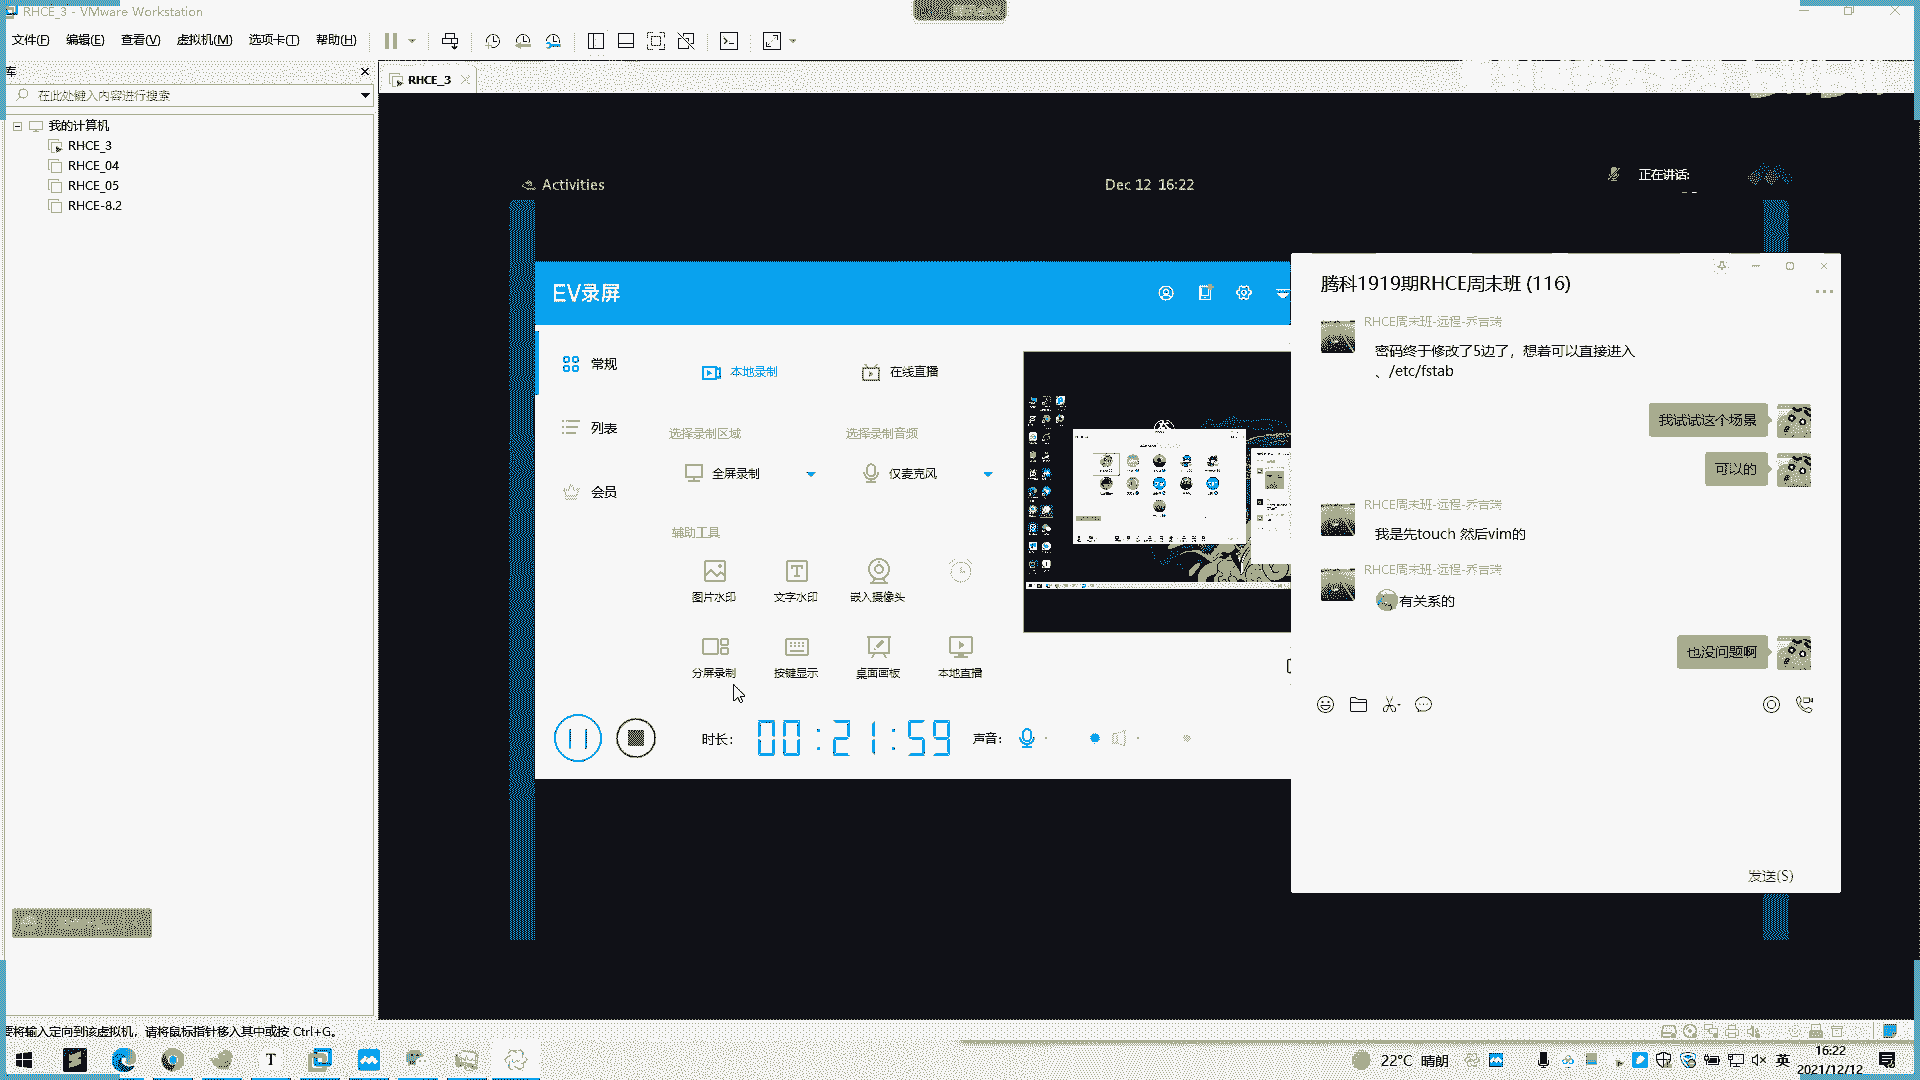 RHCE_3 - VMware Workstation
文件(F) 编辑(E) 查看(V) 虚拟机(M) 选项卡(T) 帮助(H)
库
RHCE_3
在此处键入内容进行搜索
我的计算机
RHCE_3
RHCE_04
RHCE_05
RHCE-8.2
Activities
Dec 12 16:22
正在讲话:
EV录屏
常规
列表
会员
本地录制
在线直播
选择录制区域
选择录制音频
全屏录制
仅麦克风
辅助工具
图片水印
文字水印
嵌入摄像头
分屏录制
按键显示
桌面画板
本地直播
时长:
00:21:59
声音:
腾科1919期RHCE周末班 (116)
RHCE周末班-远程-乔言瑞
密码终于修改了5边了，想着可以直接进入
、/etc/fstab
我试试这个场景
可以的
RHCE周末班-远程-乔言瑞
我是先touch 然后vim的
RHCE周末班-远程-乔言瑞
有关系的
也没问题啊
发送(S)
要将输入定向到该虚拟机，请将鼠标指针移入其中或按 Ctrl+G。
22°C 晴朗
英
16:22
2021/12/12